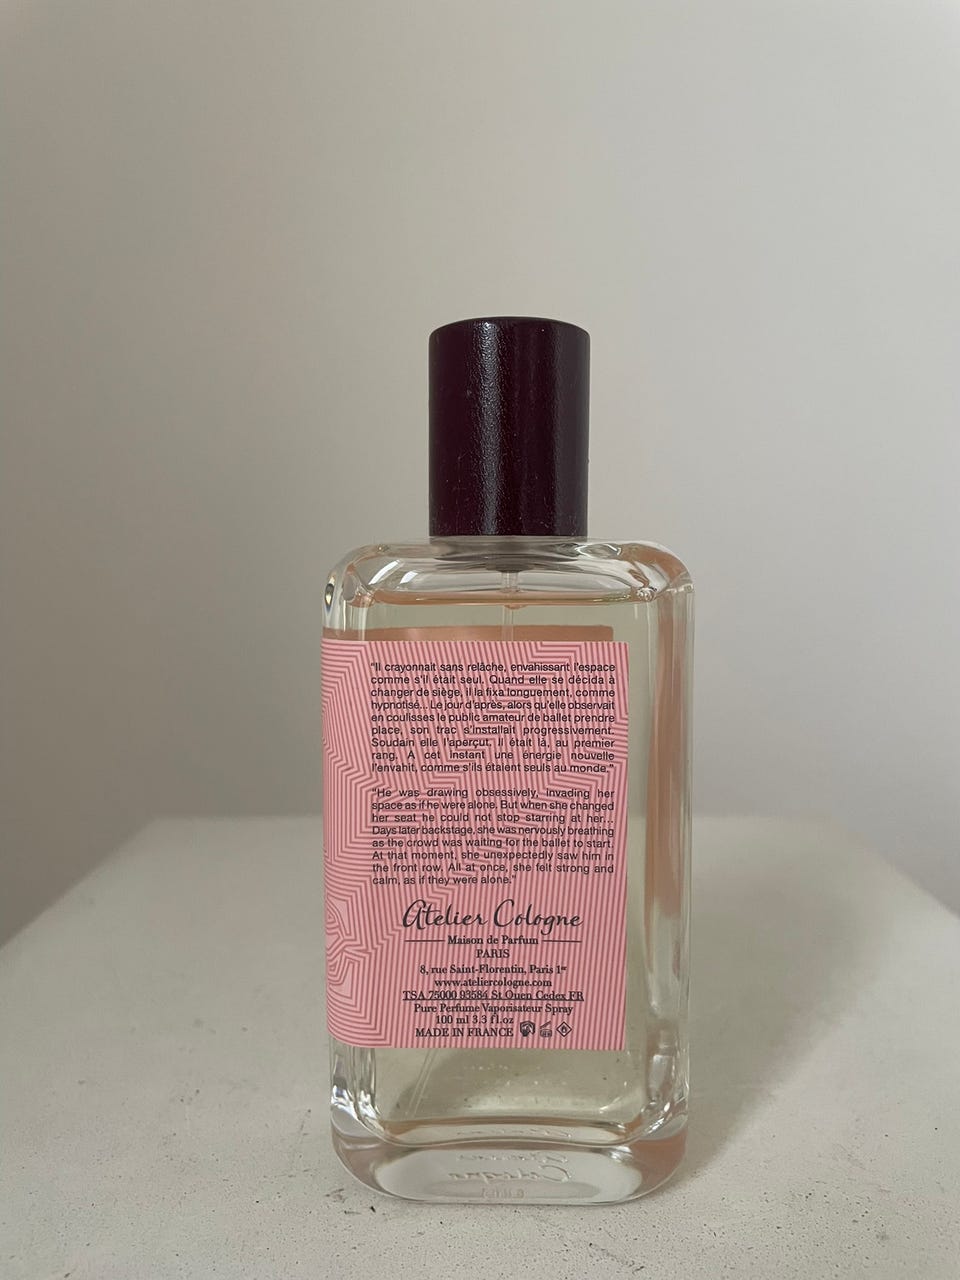 "Il crayonnait sans relâche, envahissant l'espace
comme s'il était seul. Quand elle se décida à
changer de siège, il la fixa longuement, comme
hypnotisé... Le jour d'après, alors qu'elle observait
en coulisses le public amateur de ballet prendre
place, son trac s'installait progressivement.
Soudain elle l'aperçut. Il était là, au premier
rang. A cet instant une énergie nouvelle
l'envahit, comme s'ils étaient seuls au monde."
"He was drawing obsessively, invading her
space as if he were alone. But when she changed
her seat he could not stop starring at her...
Days later backstage, she was nervously breathing
as the crowd was waiting for the ballet to start.
At that moment, she unexpectedly saw him in
the front row. All at once, she felt strong and
calm, as if they were alone."
Atelier Cologne
Maison de Parfum
PARIS
8, rue Saint-Florentin, Paris 1er
www.ateliercologne.com
TSA 75000 93584 St Ouen Cedex FR
Pure Perfume Vaporisateur Spray
100 ml 3.3 fl.oz
MADE IN FRANCE
Cologne